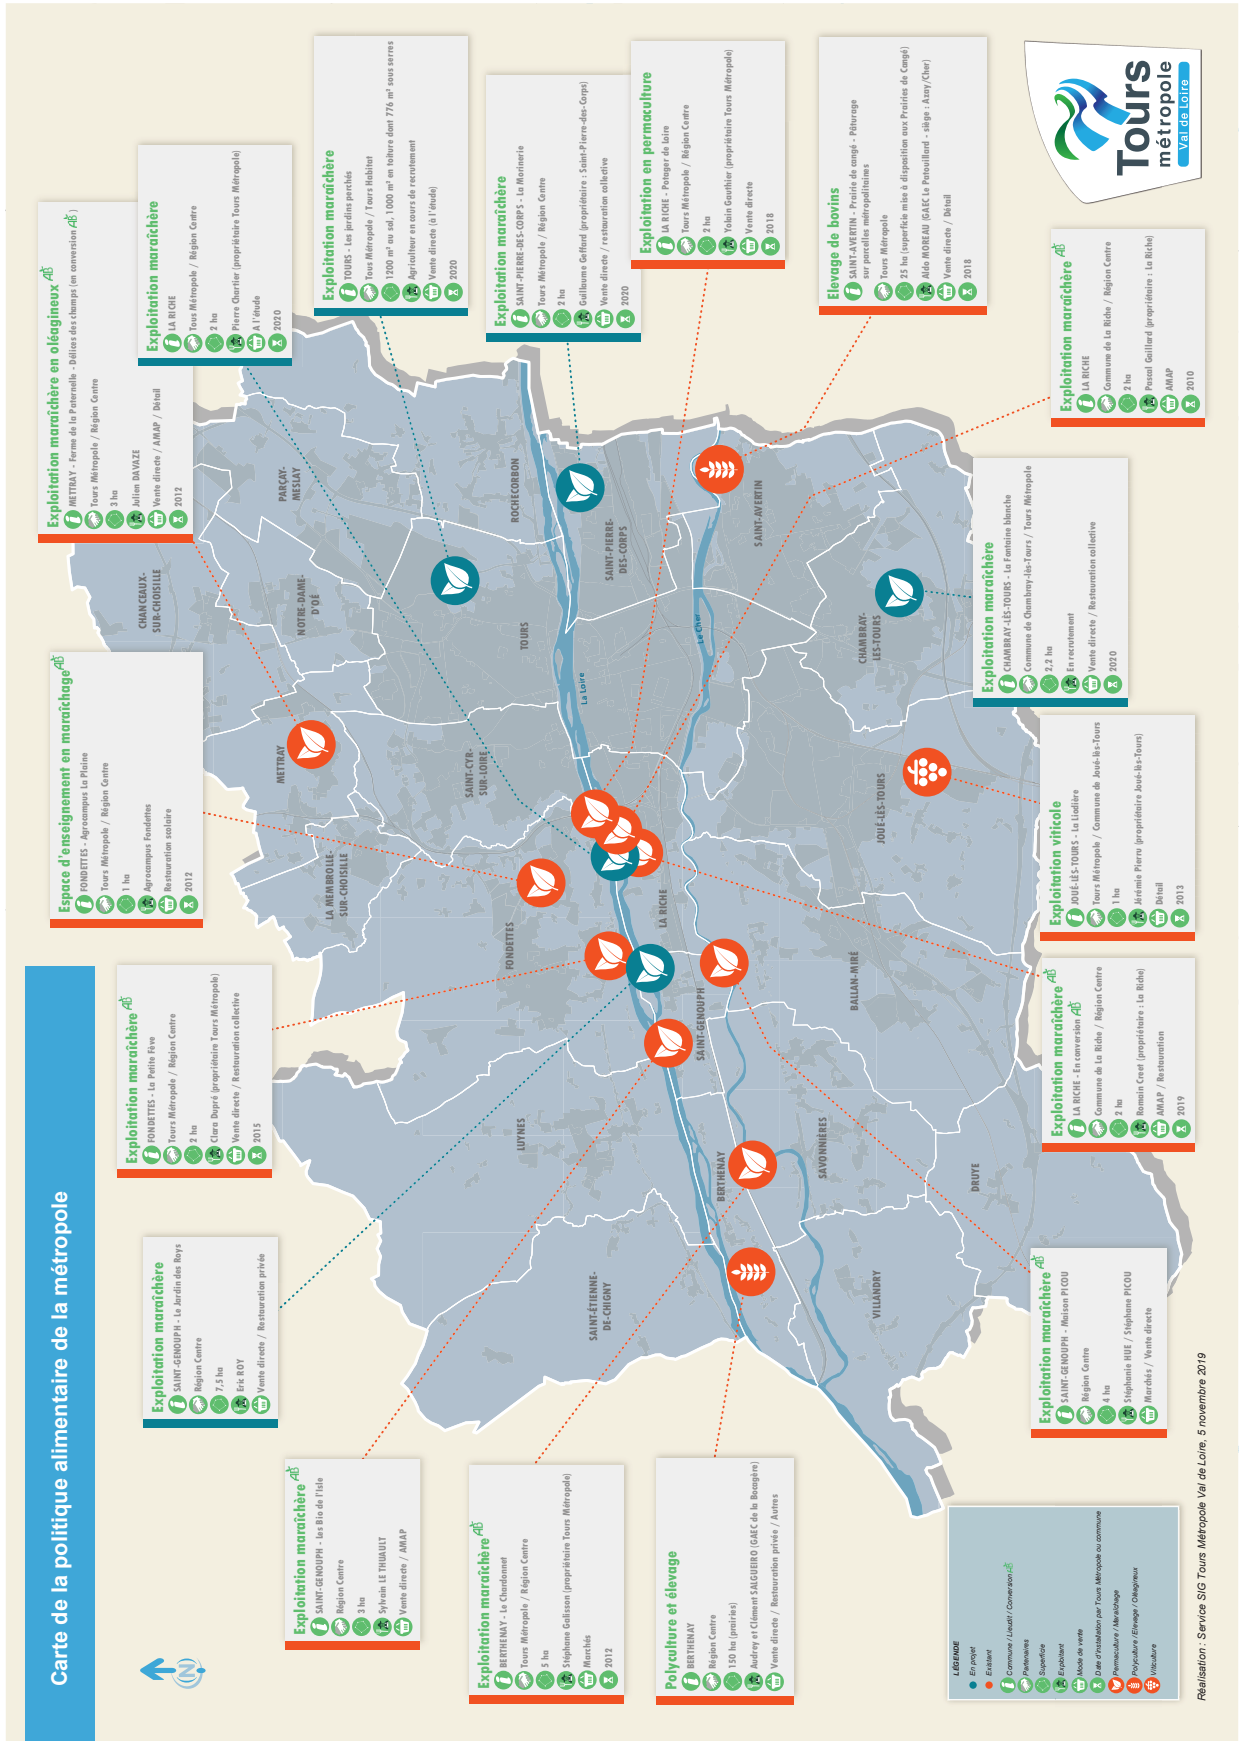 Carte de la politique alimentaire de la métropole
N
Exploitation maraîchère AB
SAINT-GENOUPH - Les Bio de l'Isle
Région Centre
3 ha
Sylvain LE THUAULT
Vente directe / AMAP
Exploitation maraîchère AB
BERTHENAY - Le Chardonnet
Tours Métropole / Région Centre
5 ha
Stéphane Galisson (propriétaire Tours Métropole)
Marchés
2012
Polyculture et élevage
BERTHENAY
Région Centre
150 ha (prairies)
Audrey et Clément SALGUEIRO (GAEC de la Bocagère)
Vente directe / Restauration privée / Autres
Exploitation maraîchère
SAINT-GENOUPH - Le Jardin des Roys
Région Centre
7,5 ha
Eric ROY
Vente directe / Restauration privée
Exploitation maraîchère AB
FONDETTES - La Petite Fève
Tours Métropole / Région Centre
2 ha
Clara Dupré (propriétaire Tours Métropole)
Vente directe / Restauration collective
2015
Espace d'enseignement en maraîchage AB
FONDETTES - Agrocampus La Plaine
Tours Métropole / Région Centre
1 ha
Agrocampus Fondettes
Restauration scolaire
2012
Exploitation maraîchère en oléagineux AB
METTRAY - Ferme de la Paternelle - Délices des champs (en conversion AB)
Tours Métropole / Région Centre
3 ha
Julien DAVAZE
Vente directe / AMAP / Détail
2012
Exploitation maraîchère
LA RICHE
Tous Métropole / Région Centre
2 ha
Pierre Chartier (propriétaire Tours Métropole)
A l'étude
2020
Exploitation maraîchère
TOURS - Les jardins perchés
Tous Métropole / Tours Habitat
1200 m² au sol, 1000 m² en toiture dont 776 m² sous serres
Agriculteur en cours de recrutement
Vente directe (à l'étude)
2020
Exploitation maraîchère
SAINT-PIERRE-DES-CORPS - La Morinerie
Tours Métropole / Région Centre
2 ha
Guillaume Geffard (propriétaire : Saint-Pierre-des-Corps)
Vente directe / restauration collective
2020
Exploitation en permaculture
LA RICHE - Potager de loire
Tours Métropole / Région Centre
2 ha
Yolain Gauthier (propriétaire Tours Métropole)
Vente directe
2018
Elevage de bovins
SAINT-AVERTIN - Prairie de cangé - Pâturage
sur parcelles métropolitaines
Tours Métropole
25 ha (superficie mise à disposition aux Prairies de Cangé)
Aldo MOREAU (GAEC Le Patouillard - siège : Azay/Cher)
Vente directe / Détail
2018
Tours
métropole
Val de Loire
Exploitation maraîchère AB
LA RICHE
Commune de La Riche / Région Centre
2 ha
Pascal Gaillard (propriétaire : La Riche)
AMAP
2010
Exploitation maraîchère
CHAMBRAY-LÈS-TOURS - La Fontaine blanche
Commune de Chambray-lès-Tours / Tours Métropole
2,2 ha
En recrutement
Vente directe / Restauration collective
2020
Exploitation viticole
JOUÉ-LÈS-TOURS - La Liodière
Tours Métropole / Commune de Joué-lès-Tours
1 ha
Jérémie Pierru (propriétaire Joué-lès-Tours)
Détail
2013
Exploitation maraîchère AB
LA RICHE - En conversion AB
Commune de La Riche / Région Centre
2 ha
Romain Creet (propriétaire : La Riche)
AMAP / Restauration
2019
Exploitation maraîchère AB
SAINT-GENOUPH - Maison PICOU
Région Centre
4 ha
Stéphanie HUE / Stéphane PICOU
Marchés / Vente directe
CHANCEAUX-
SUR-CHOISILLE
PARÇAY-
MESLAY
NOTRE-DAME-
D'OÉ
METTRAY
LA MEMBROLLE-
SUR-CHOISILLE
SAINT-CYR-
SUR-LOIRE
TOURS
ROCHECORBON
SAINT-PIERRE-
DES-CORPS
La Loire
Le Cher
SAINT-AVERTIN
CHAMBRAY-
LES-TOURS
JOUÉ-LÈS-TOURS
FONDETTES
LA RICHE
SAINT-GENOUPH
BALLAN-MIRÉ
LUYNES
BERTHENAY
SAVONNIÈRES
DRUYE
SAINT-ÉTIENNE-
DE-CHIGNY
VILLANDRY
LÉGENDE
En projet
Existant
Commune / Lieudit / Conversion AB
Partenaires
Superficie
Exploitant
Mode de vente
Date d'installation par Tours Métropole ou commune
Permaculture / Maraîchage
Polyculture / Elevage / Oléagineux
Viticulture
Réalisation : Service SIG Tours Métropole Val de Loire, 5 novembre 2019